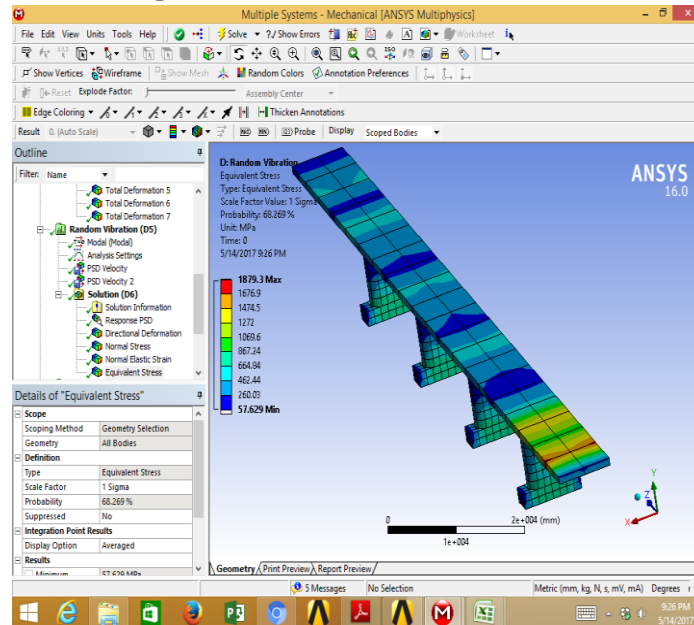 Multiple Systems - Mechanical [ANSYS Multiphysics]
File Edit View Units Tools Help Solve ?/ Show Errors Worksheet
Show Vertices Wireframe Show Mesh Random Colors Annotation Preferences
Reset Explode Factor: Assembly Center
Edge Coloring Thicken Annotations
Result 0. (Auto Scale) Probe Display Scoped Bodies
Outline
Filter: Name
Total Deformation 5
Total Deformation 6
Total Deformation 7
Random Vibration (D5)
Modal (Modal)
Analysis Settings
PSD Velocity
PSD Velocity 2
Solution (D6)
Solution Information
Response PSD
Directional Deformation
Normal Stress
Normal Elastic Strain
Equivalent Stress
Details of "Equivalent Stress"
Scope
Scoping Method Geometry Selection
Geometry All Bodies
Definition
Type Equivalent Stress
Scale Factor 1 Sigma
Probability 68.269 %
Suppressed No
Integration Point Results
Display Option Averaged
Results
Minimum 57.629 MPa
D: Random Vibration
Equivalent Stress
Type: Equivalent Stress
Scale Factor Value: 1 Sigma
Probability: 68.269 %
Unit: MPa
Time: 0
5/14/2017 9:26 PM
1879.3 Max
1676.9
1474.5
1272
1069.6
867.24
664.84
462.44
260.03
57.629 Min
ANSYS
16.0
0 2e+004 (mm)
1e+004
Y
Z
X
Geometry Print Preview Report Preview
5 Messages No Selection Metric (mm, kg, N, s, mV, mA) Degrees
9:26 PM
5/14/2017